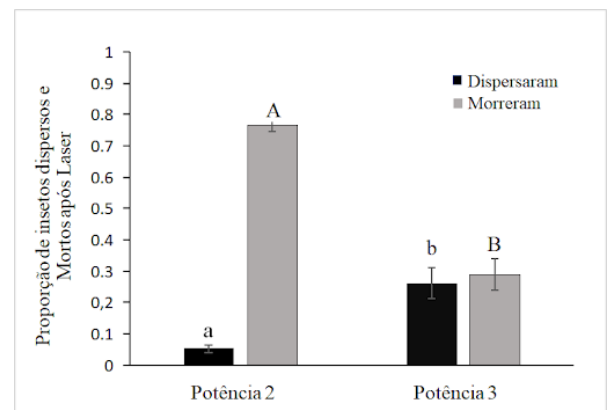 Proporção de insetos dispersos e
Mortos após Laser
1
0.9
0.8
0.7
0.6
0.5
0.4
0.3
0,2
0.1
0
Dispersaram
Morreram
a
A
b
B
Potência 2
Potência 3